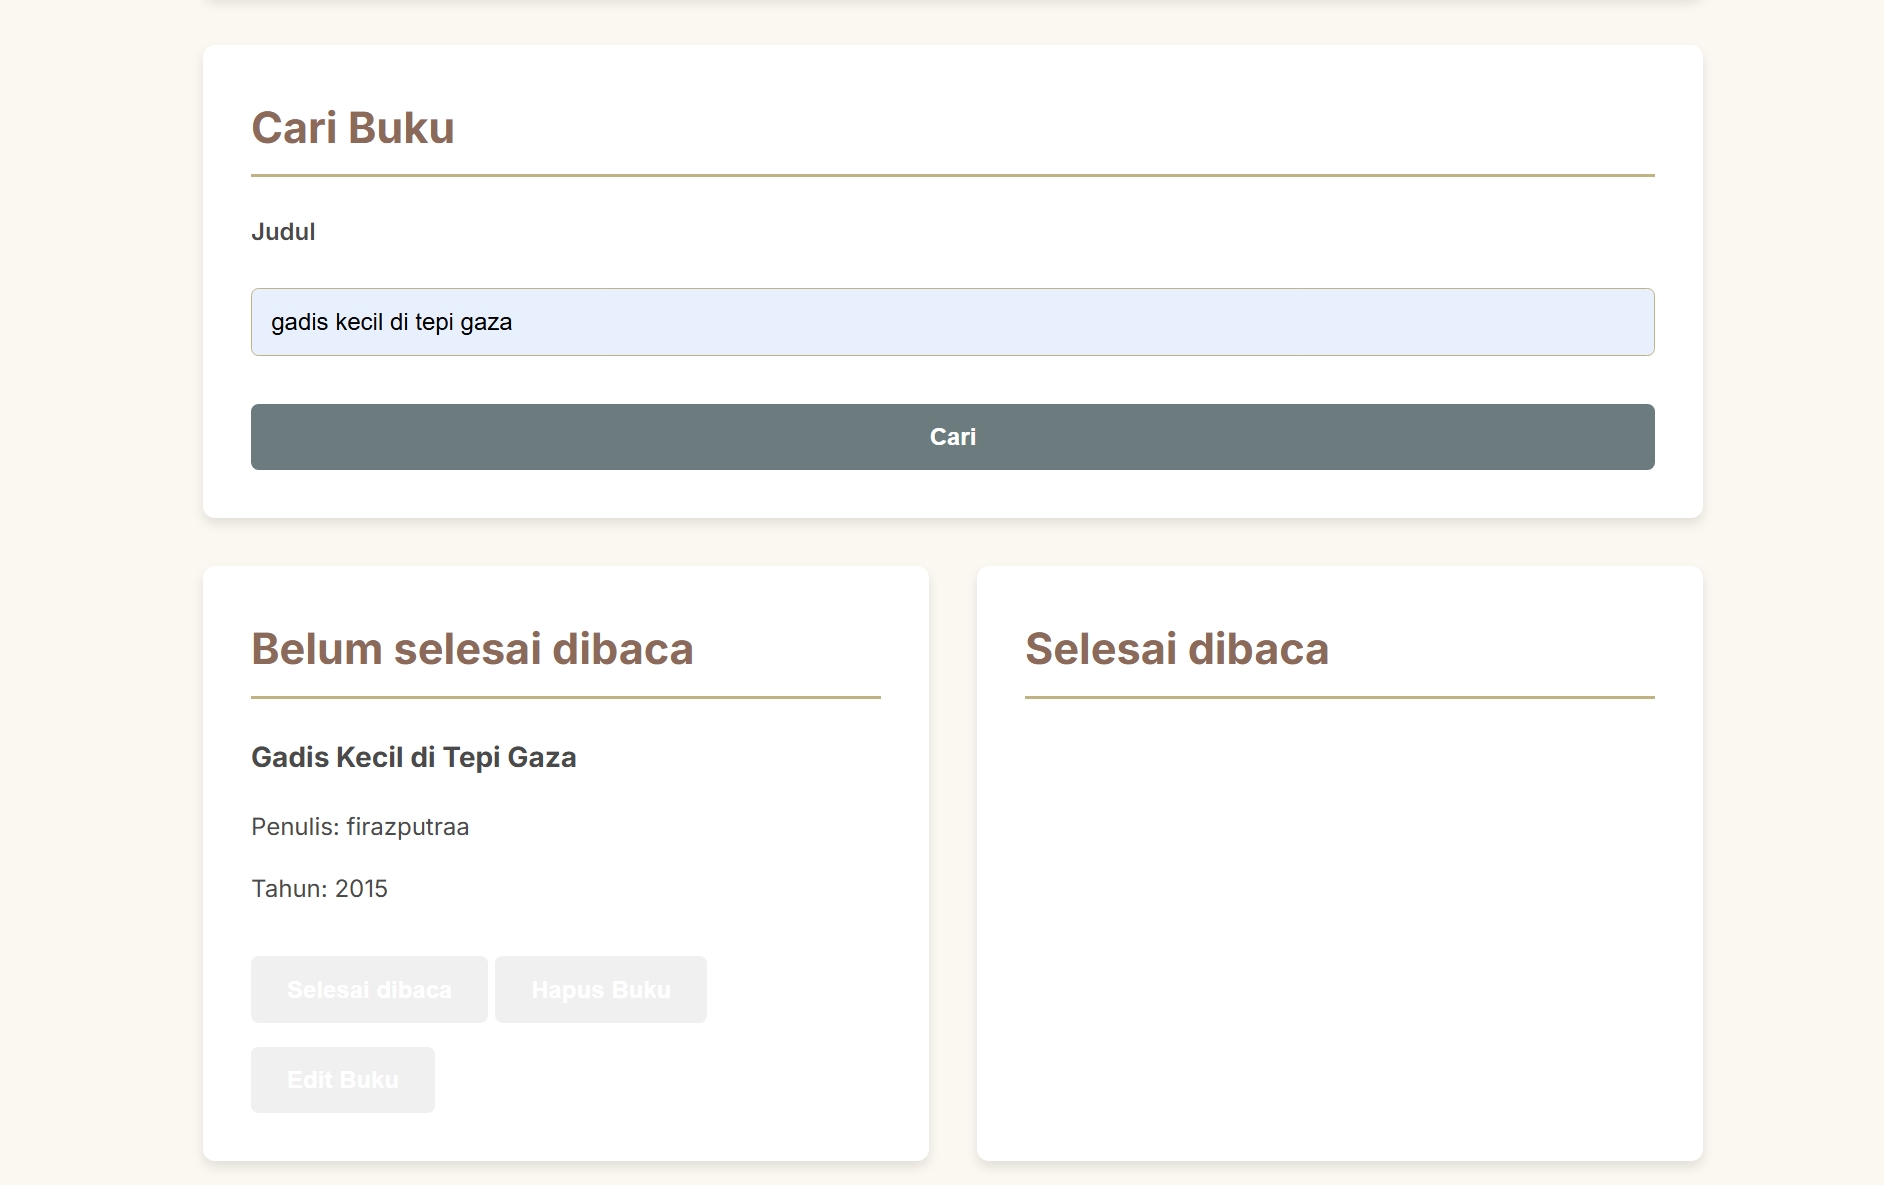 Cari Buku
Judul
gadis kecil di tepi gaza
Cari
Belum selesai dibaca
Gadis Kecil di Tepi Gaza
Penulis: firazputraa
Tahun: 2015
Selesai dibaca
Hapus Buku
Edit Buku
Selesai dibaca